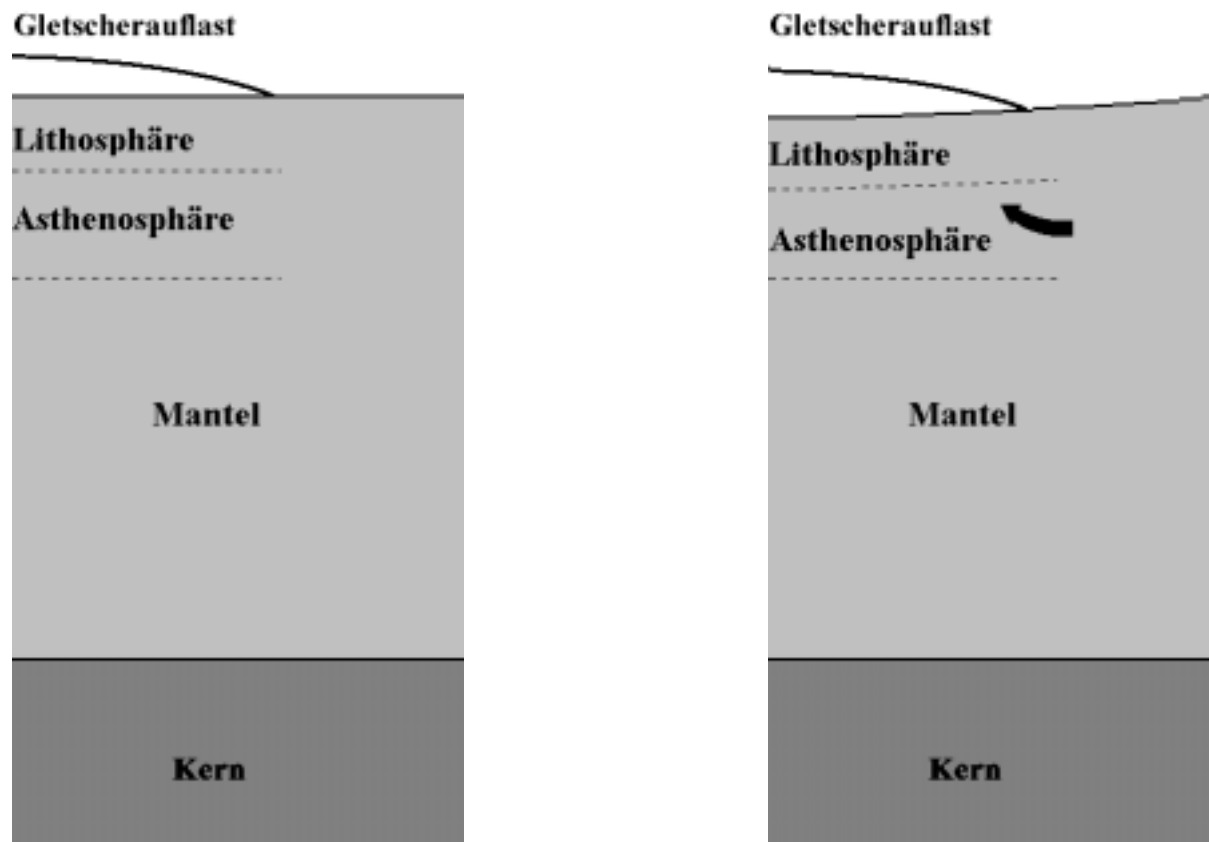 Gletscherauflast
Lithosphäre
Asthenosphäre
Mantel
Kern
Gletscherauflast
Lithosphäre
Asthenosphäre
Mantel
Kern